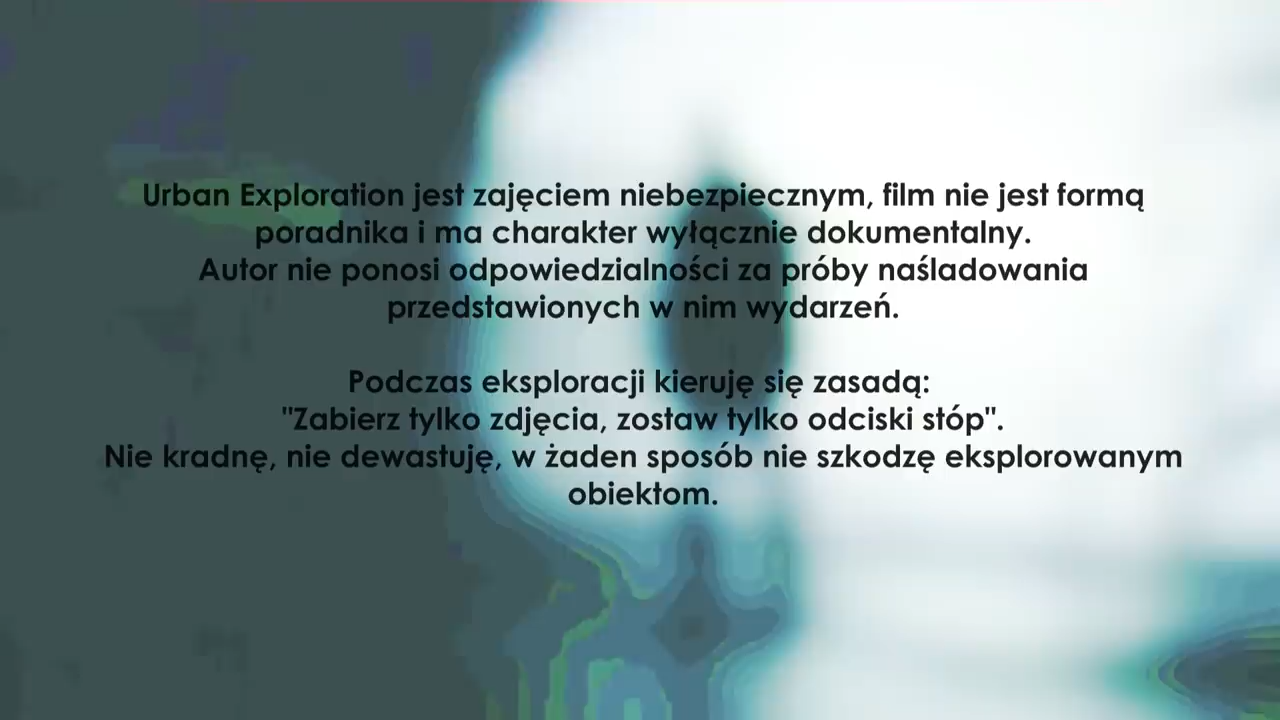 Urban Exploration jest zajęciem niebezpiecznym, film nie jest formą
poradnika i ma charakter wyłącznie dokumentalny.
Autor nie ponosi odpowiedzialności za próby naśladowania
przedstawionych w nim wydarzeń.
Podczas eksploracji kieruję się zasadą:
"Zabierz tylko zdjęcia, zostaw tylko odciski stóp".
Nie kradnę, nie dewastuję, w żaden sposób nie szkodzę eksplorowanym
obiektom.